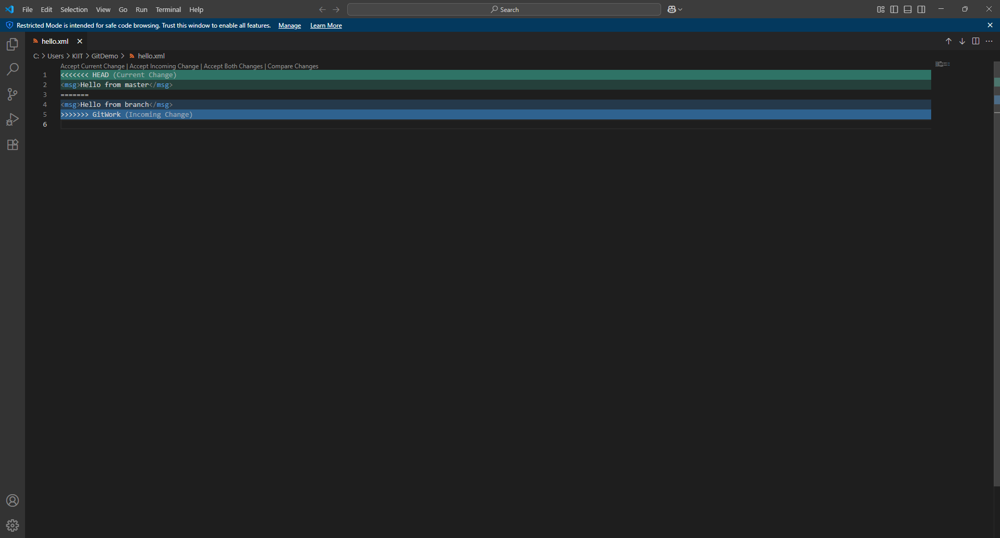 File Edit Selection View Go Run Terminal Help Search
Restricted Mode is intended for safe code browsing. Trust this window to enable all features. Manage Learn More
hello.xml
C: > Users > KIIT > GitDemo > hello.xml
Accept Current Change | Accept Incoming Change | Accept Both Changes | Compare Changes
1 <<<<<<< HEAD (Current Change)
2 <msg>Hello from master</msg>
3 =======
4 <msg>Hello from branch</msg>
5 >>>>>>> GitWork (Incoming Change)
6